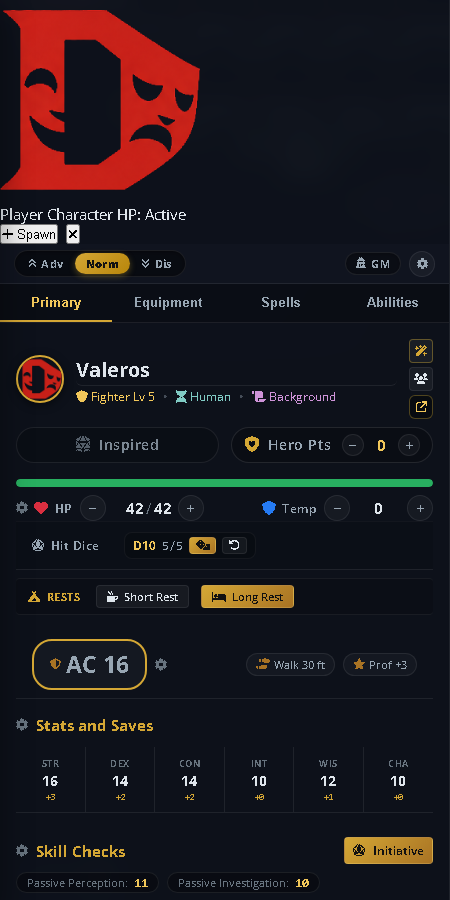 Player Character HP: Active
+ Spawn ×
Adv Norm Dis GM
Primary Equipment Spells Abilities
Valeros
Fighter Lv 5 • Human • Background
Inspired Hero Pts − 0 +
HP − 42 / 42 + Temp − 0 +
Hit Dice D10 5/5
RESTS Short Rest Long Rest
AC 16 Walk 30 ft Prof +3
Stats and Saves
STR DEX CON INT WIS CHA
16 14 14 10 12 10
+3 +2 +2 +0 +1 +0
Skill Checks Initiative
Passive Perception: 11 Passive Investigation: 10